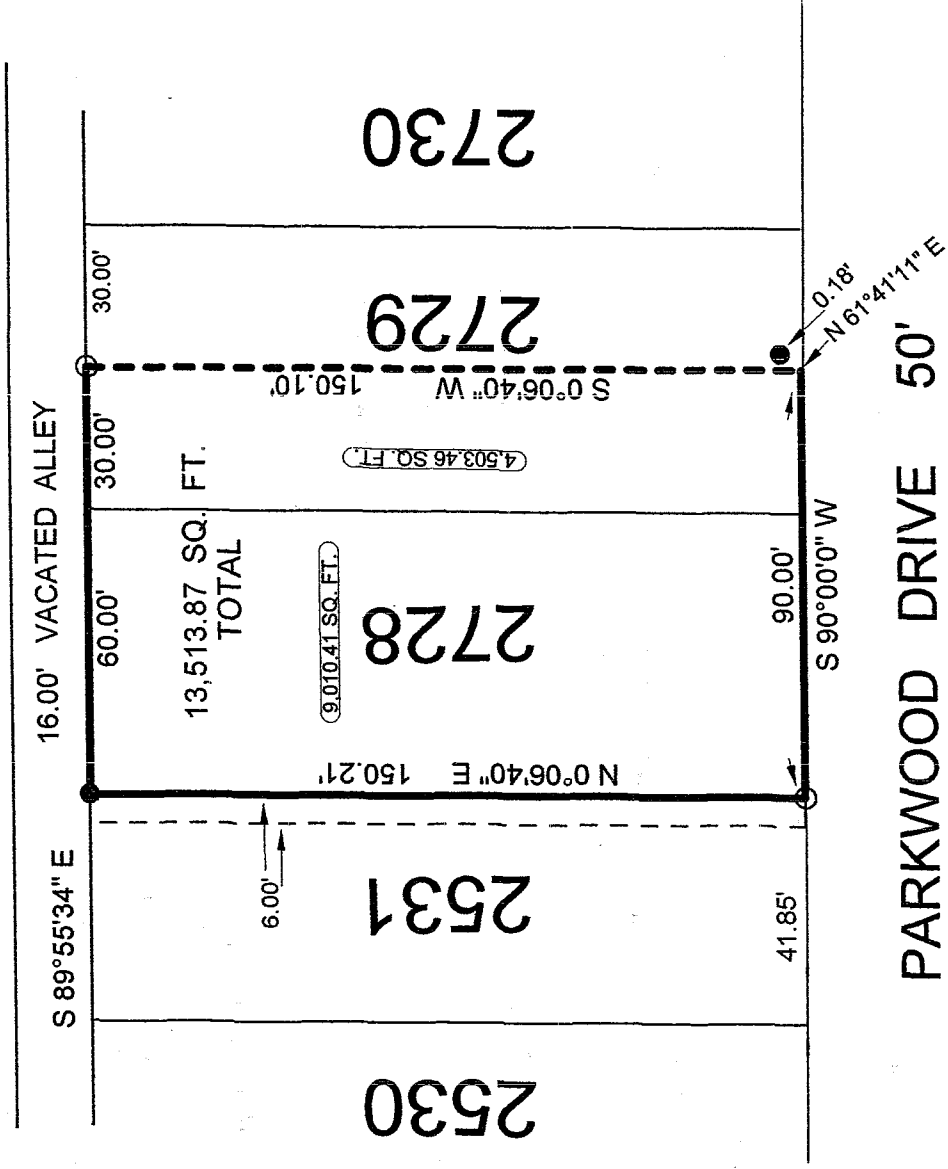 16.00' VACATED ALLEY
S 89°55'34" E
60.00'
30.00'
30.00'
13,513.87 SQ. FT.
TOTAL
9,010.41 SQ. FT.
4,503.46 SQ. FT.
6.00'
N 0°06'40" E 150.21'
S 0°06'40" W 150.10'
2530
2531
2728
2729
2730
41.85'
90.00'
S 90°00'0" W
0.18'
N 61°41'11" E
PARKWOOD DRIVE 50'